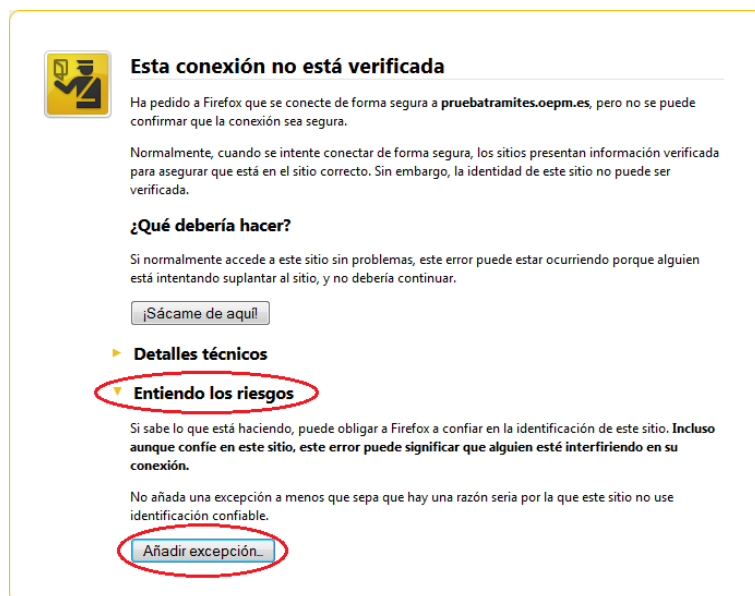 Esta conexión no está verificada
Ha pedido a Firefox que se conecte de forma segura a pruebatramites.oepm.es, pero no se puede
confirmar que la conexión sea segura.
Normalmente, cuando se intente conectar de forma segura, los sitios presentan información verificada
para asegurar que está en el sitio correcto. Sin embargo, la identidad de este sitio no puede ser
verificada.
¿Qué debería hacer?
Si normalmente accede a este sitio sin problemas, este error puede estar ocurriendo porque alguien
está intentando suplantar al sitio, y no debería continuar.
¡Sácame de aquí!
Detalles técnicos
Entiendo los riesgos
Si sabe lo que está haciendo, puede obligar a Firefox a confiar en la identificación de este sitio. Incluso
aunque confíe en este sitio, este error puede significar que alguien esté interfiriendo en su
conexión.
No añada una excepción a menos que sepa que hay una razón seria por la que este sitio no use
identificación confiable.
Añadir excepción...